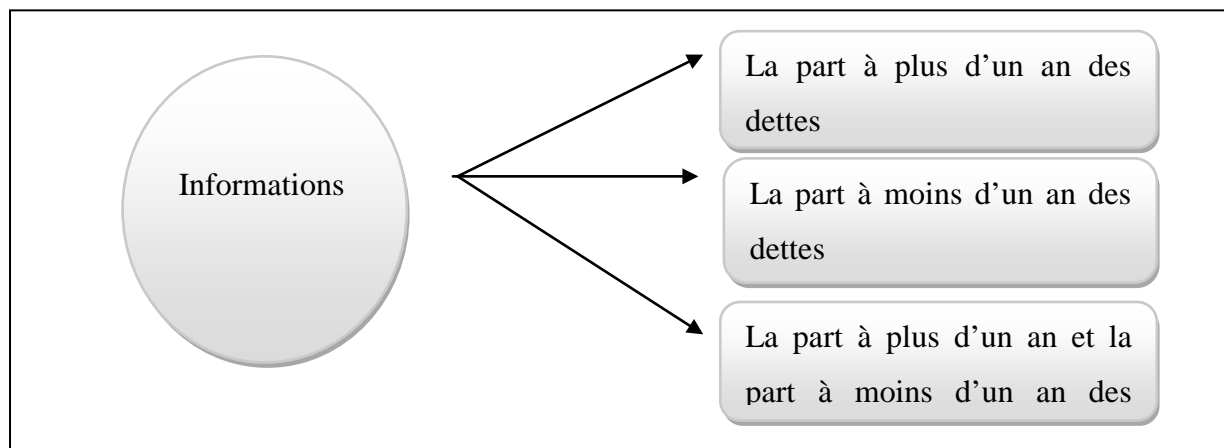 Informations
La part à plus d’un an des
dettes
La part à moins d’un an des
dettes
La part à plus d’un an et la
part à moins d’un an des